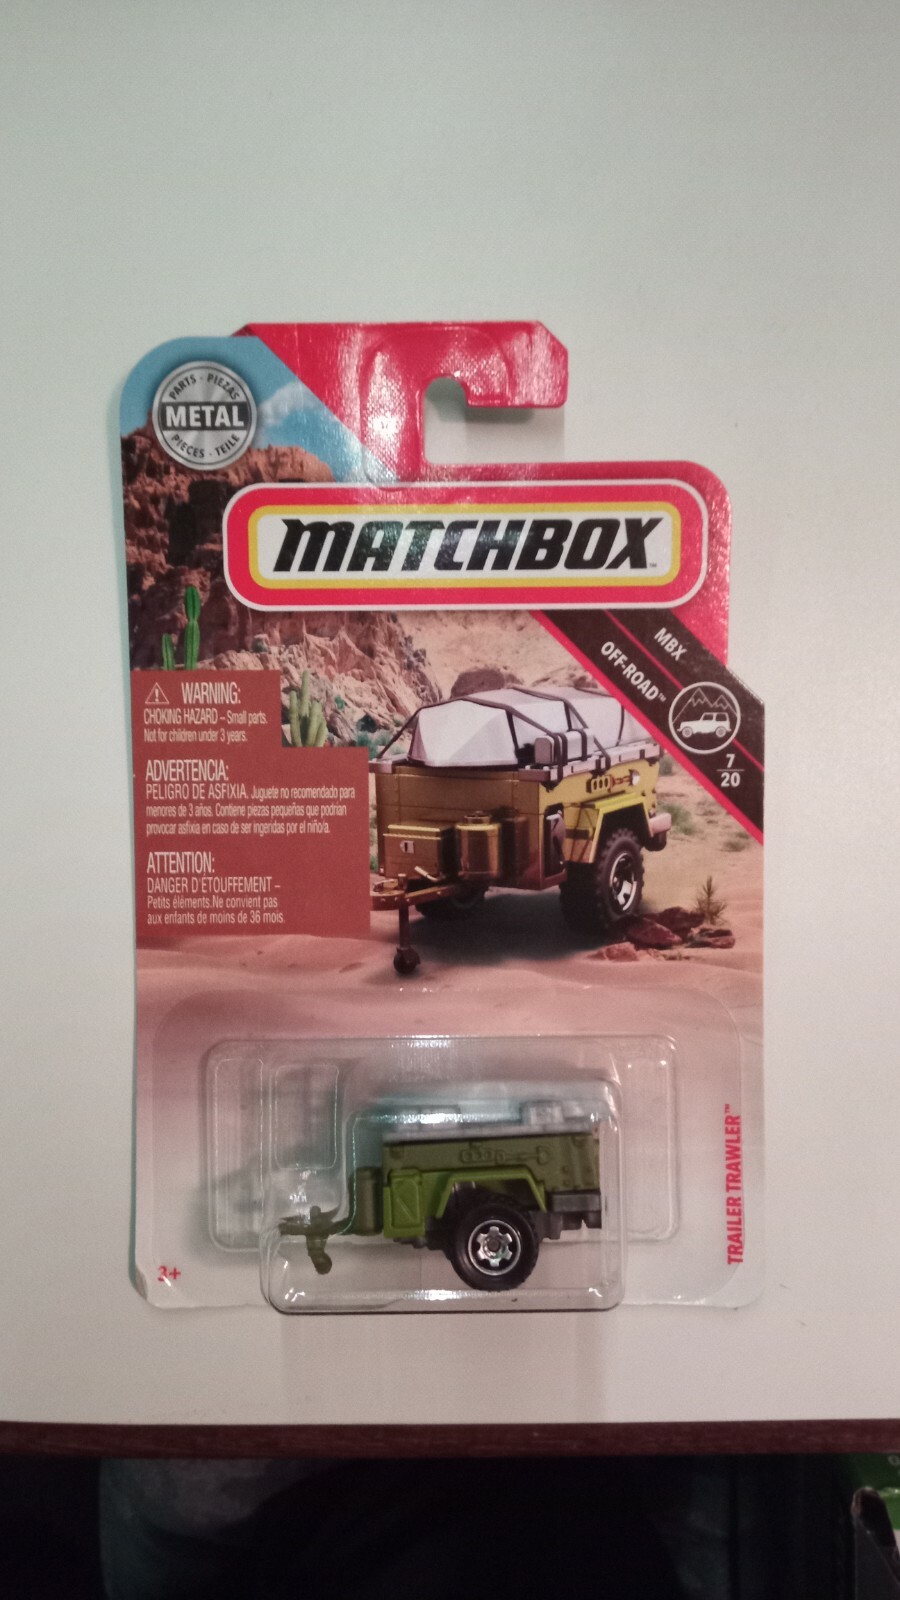 PARTS - PIEZAS
METAL
PIECES - TEILE
MATCHBOX™
MBX
OFF-ROAD™
7
20
WARNING:
CHOKING HAZARD – Small parts.
Not for children under 3 years.
ADVERTENCIA:
PELIGRO DE ASFIXIA. Juguete no recomendado para
menores de 3 años. Contiene piezas pequeñas que podrían
provocar asfixia en caso de ser ingeridas por el niño/a.
ATTENTION:
DANGER D'ÉTOUFFEMENT –
Petits éléments.Ne convient pas
aux enfants de moins de 36 mois.
TRAILER TRAWLER™
3+